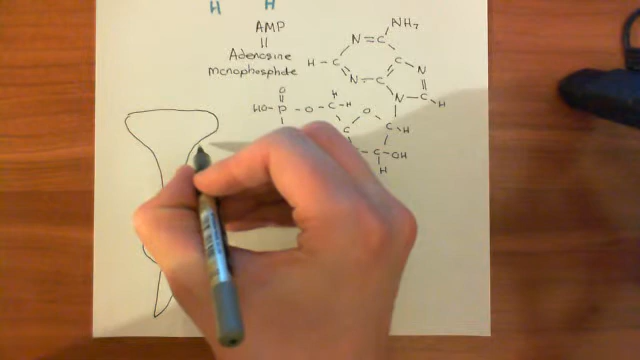 H H
AMP
Adenosine
monophosphate
NH₂
N=C
H-C
C
N
N=C
N-C
H
O
HO-P-O-C-H
H
O
C
C
H
C-OH
H